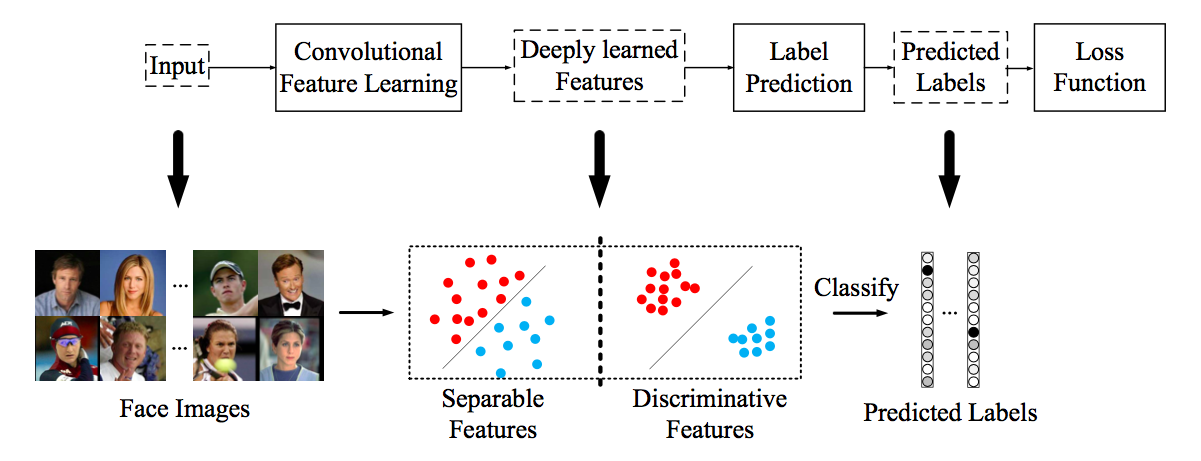 Input
Convolutional
Feature Learning
Deeply learned
Features
Label
Prediction
Predicted
Labels
Loss
Function
...
...
Face Images
Separable
Features
Discriminative
Features
Classify
...
Predicted Labels